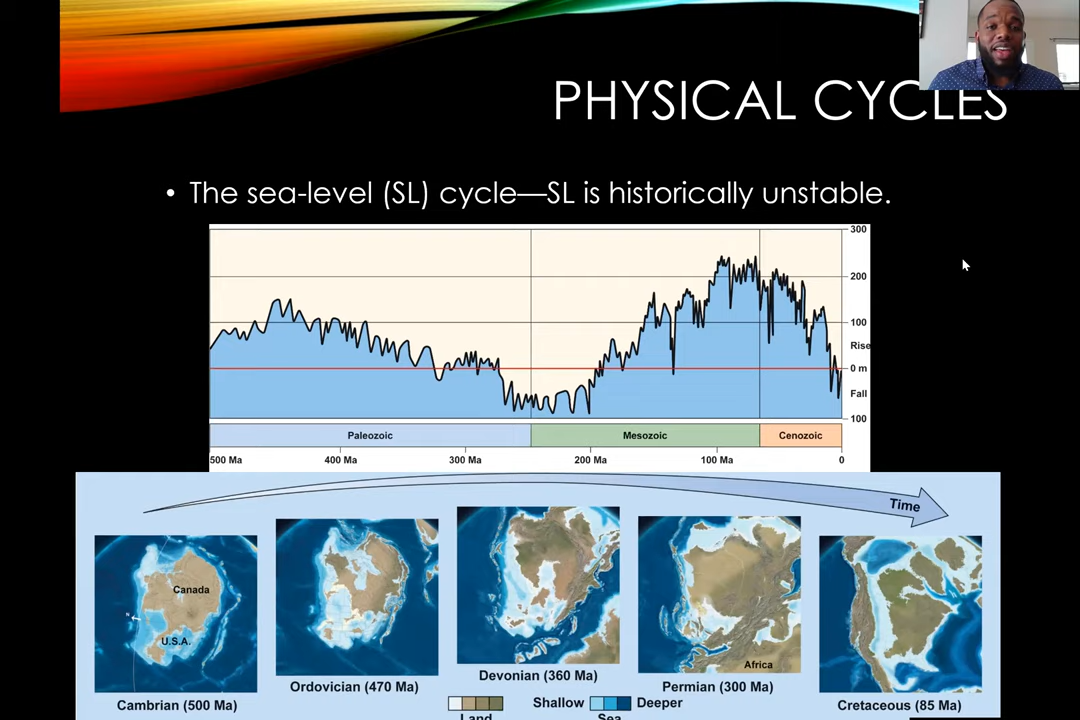 PHYSICAL CYCLES
• The sea-level (SL) cycle—SL is historically unstable.
300
200
100
Rise
0 m
Fall
100
Paleozoic Mesozoic Cenozoic
500 Ma 400 Ma 300 Ma 200 Ma 100 Ma 0
Time
Canada
U.S.A.
Africa
Cambrian (500 Ma)
Ordovician (470 Ma)
Devonian (360 Ma)
Permian (300 Ma)
Cretaceous (85 Ma)
Shallow Deeper
Land Sea